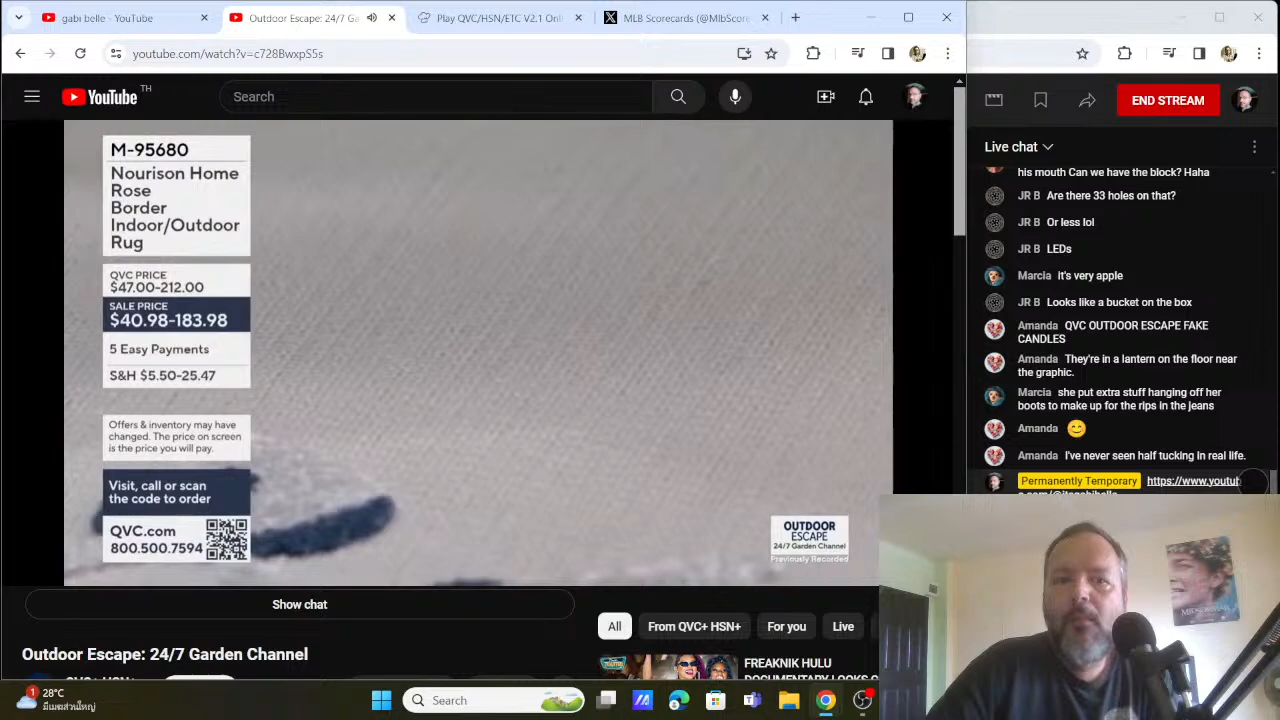 gabi belle - YouTube
Outdoor Escape: 24/7 Ga
Play QVC/HSN/ETC V2.1 Onl
MLB Scorecards (@MlbScor
youtube.com/watch?v=c728BwxpS5s
YouTube TH
Search
END STREAM
M-95680
Nourison Home
Rose
Border
Indoor/Outdoor
Rug
QVC PRICE
$47.00-212.00
SALE PRICE
$40.98-183.98
5 Easy Payments
S&H $5.50-25.47
Offers & inventory may have
changed. The price on screen
is the price you will pay.
Visit, call or scan
the code to order
QVC.com
800.500.7594
OUTDOOR
ESCAPE
24/7 Garden Channel
Previously Recorded
Live chat
his mouth Can we have the block? Haha
JR B Are there 33 holes on that?
JR B Or less lol
JR B LEDs
Marcia it's very apple
JR B Looks like a bucket on the box
Amanda QVC OUTDOOR ESCAPE FAKE
CANDLES
Amanda They're in a lantern on the floor near
the graphic.
Marcia she put extra stuff hanging off her
boots to make up for the rips in the jeans
Amanda 😊
Amanda I've never seen half tucking in real life.
Permanently Temporary https://www.youtub
Show chat
All
From QVC+ HSN+
For you
Live
Outdoor Escape: 24/7 Garden Channel
FREAKNIK HULU
1
28°C
Search